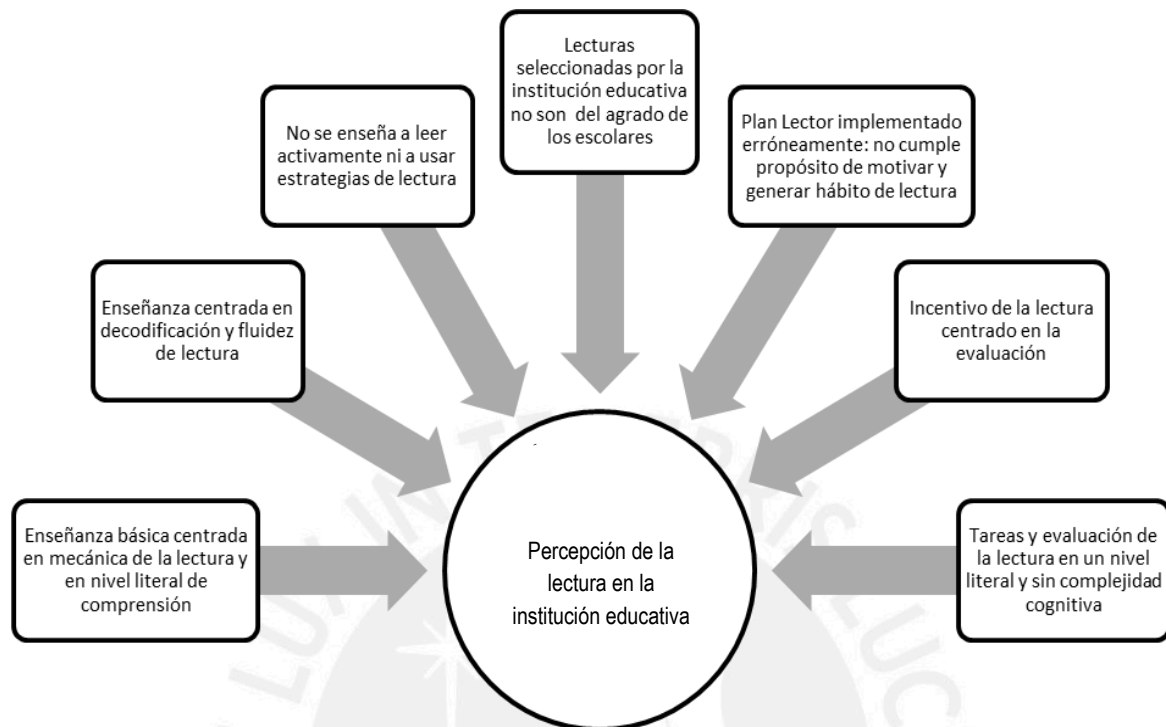 Lecturas
seleccionadas por la
institución educativa
no son del agrado de
los escolares
No se enseña a leer
activamente ni a usar
estrategias de lectura
Plan Lector implementado
erróneamente: no cumple
propósito de motivar y
generar hábito de lectura
Enseñanza centrada en
decodificación y fluidez
de lectura
Incentivo de la lectura
centrado en la
evaluación
Enseñanza básica centrada
en mecánica de la lectura y
en nivel literal de
comprensión
Percepción de la
lectura en la
institución educativa
Tareas y evaluación de
la lectura en un nivel
literal y sin complejidad
cognitiva